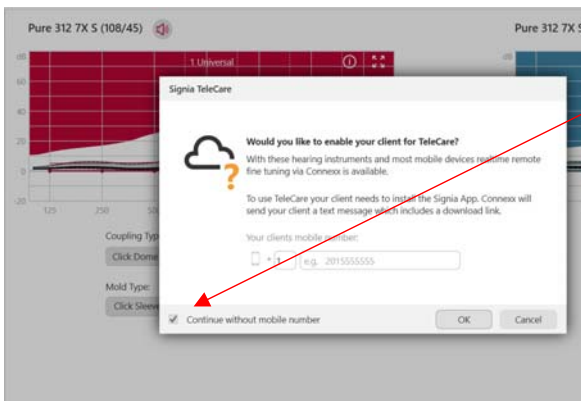 Pure 312 7X S (108/45)
Pure 312 7X S
1 Universal
dB
60
40
20
0
-20
125
250
Signia TeleCare
Would you like to enable your client for TeleCare?
With these hearing instruments and most mobile devices realtime remote
fine tuning via Connexx is available.
To use TeleCare your client needs to install the Signia App. Connexx will
send your client a text message which includes a download link.
Your clients mobile number:
+ 1 e.g. 2015555555
Coupling Typ
Click Dome
Mold Type:
Click Sleeve
Continue without mobile number
OK
Cancel